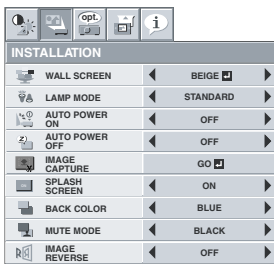 opt.
i
INSTALLATION
WALL SCREEN BEIGE
LAMP MODE STANDARD
AUTO POWER
ON OFF
AUTO POWER
OFF OFF
IMAGE
CAPTURE GO
SPLASH
SCREEN ON
BACK COLOR BLUE
MUTE MODE BLACK
IMAGE
REVERSE OFF